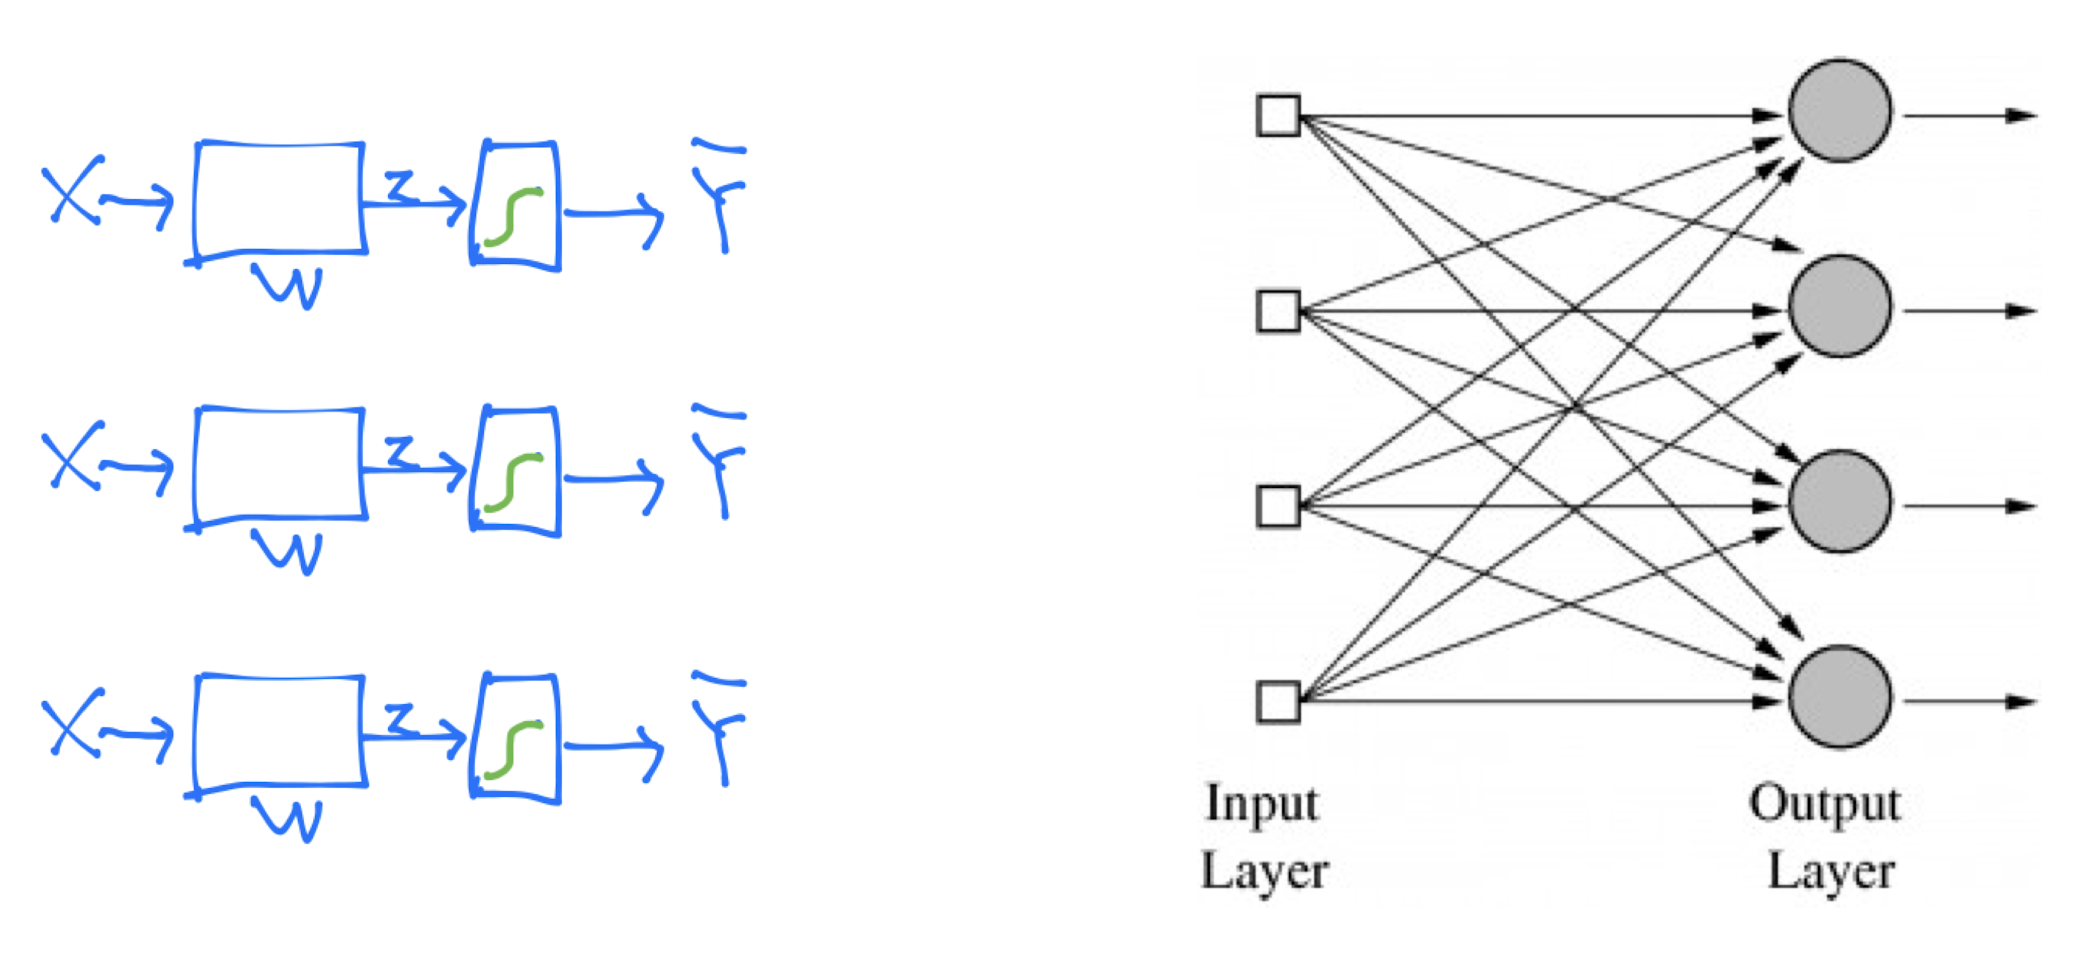 X Σ Ȳ
W
X Σ Ȳ
W
X Σ Ȳ
W
Input
Layer
Output
Layer